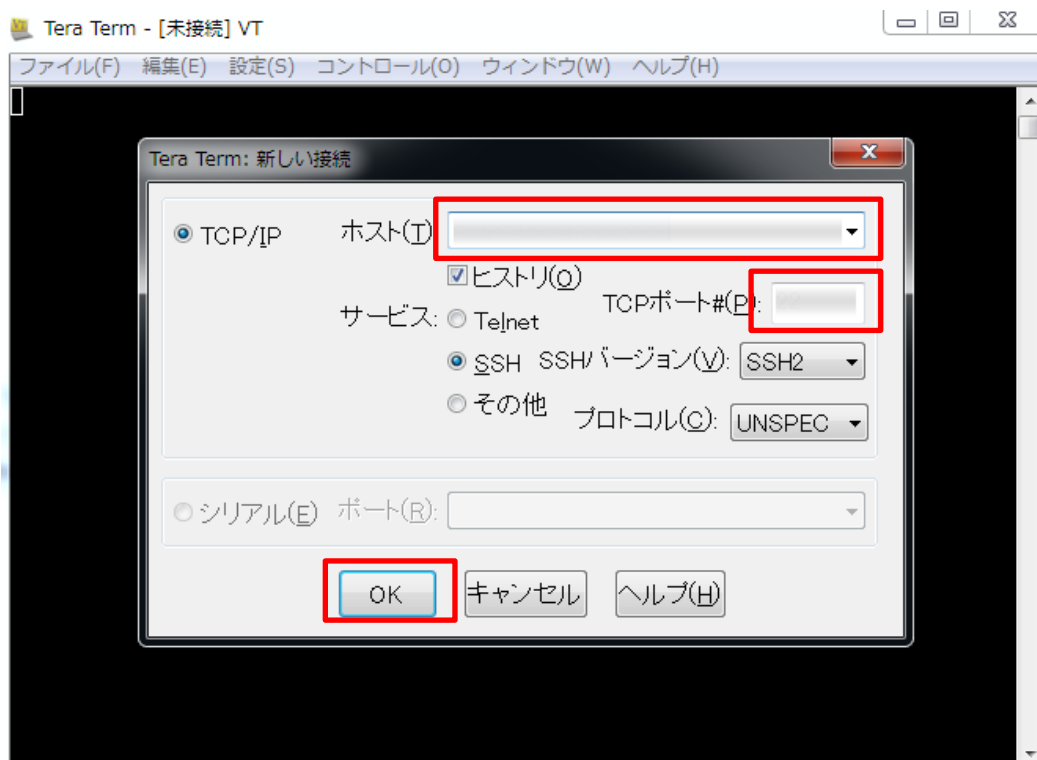 Tera Term - [未接続] VT
ファイル(F) 編集(E) 設定(S) コントロール(O) ウィンドウ(W) ヘルプ(H)
Tera Term: 新しい接続
TCP/IP ホスト(T)
ヒストリ(O)
TCPポート#(P):
サービス: Telnet
SSH SSHバージョン(V): SSH2
その他
プロトコル(C): UNSPEC
シリアル(E) ポート(R):
OK キャンセル ヘルプ(H)